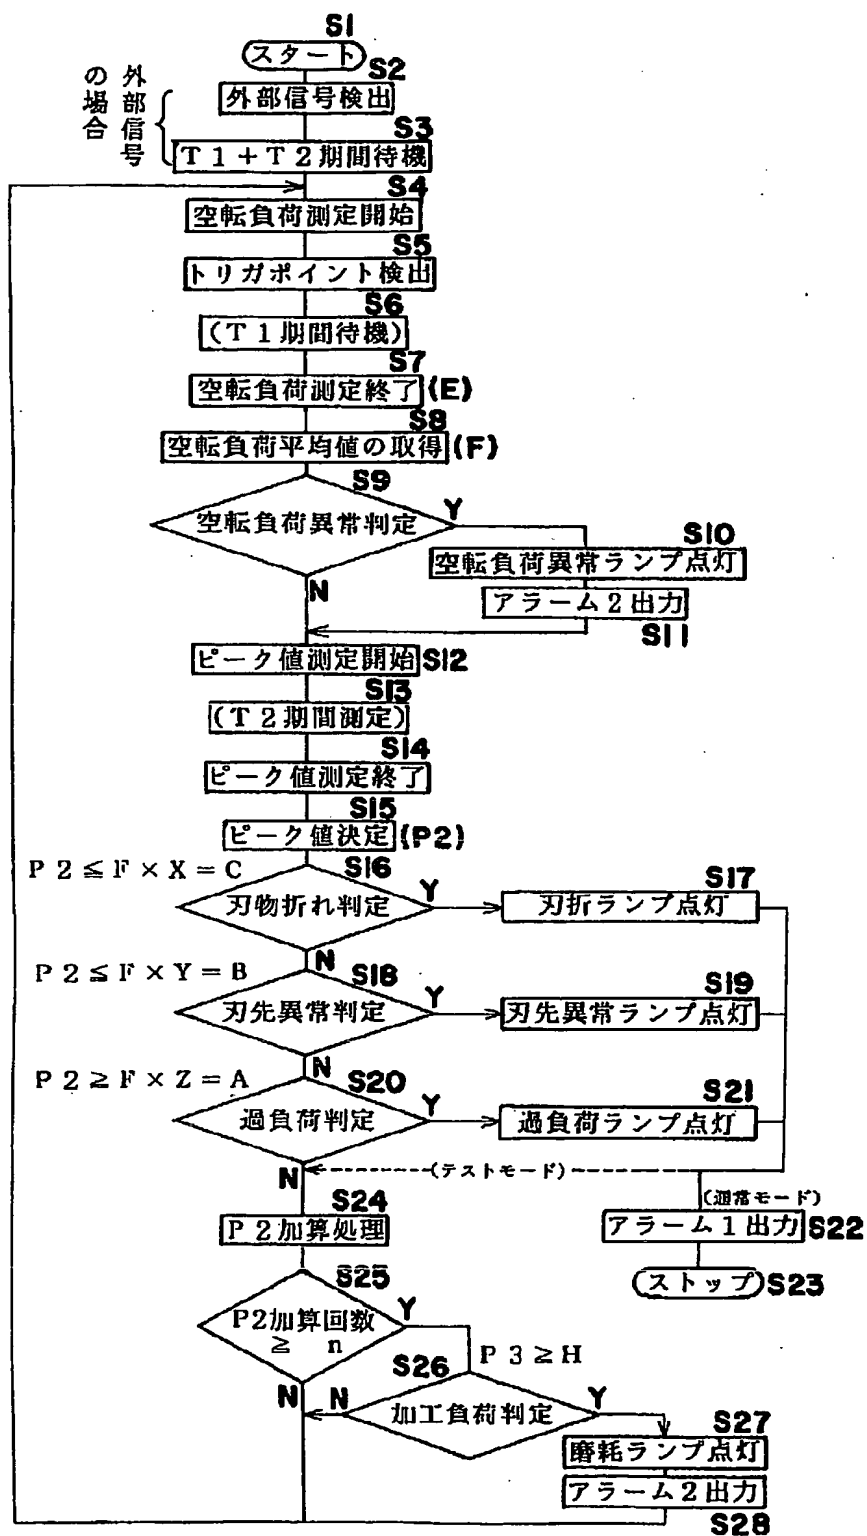 S1
スタート
S2
外部信号検出
外部信号
の場合
S3
T1+T2期間待機
S4
空転負荷測定開始
S5
トリガポイント検出
S6
(T1期間待機)
S7
空転負荷測定終了(E)
S8
空転負荷平均値の取得(F)
S9
空転負荷異常判定
Y
N
S10
空転負荷異常ランプ点灯
アラーム2出力
S11
ピーク値測定開始 S12
S13
(T2期間測定)
S14
ピーク値測定終了
S15
ピーク値決定(P2)
P2≦F×X=C
S16
刃物折れ判定
Y
S17
刃折ランプ点灯
N
P2≦F×Y=B
S18
刃先異常判定
Y
S19
刃先異常ランプ点灯
N
P2≧F×Z=A
S20
過負荷判定
Y
S21
過負荷ランプ点灯
N
(テストモード)
(通常モード)
アラーム1出力 S22
ストップ S23
S24
P2加算処理
S25
P2加算回数
≧ n
Y
N
P3≧H
S26
加工負荷判定
N
Y
S27
磨耗ランプ点灯
アラーム2出力
S28